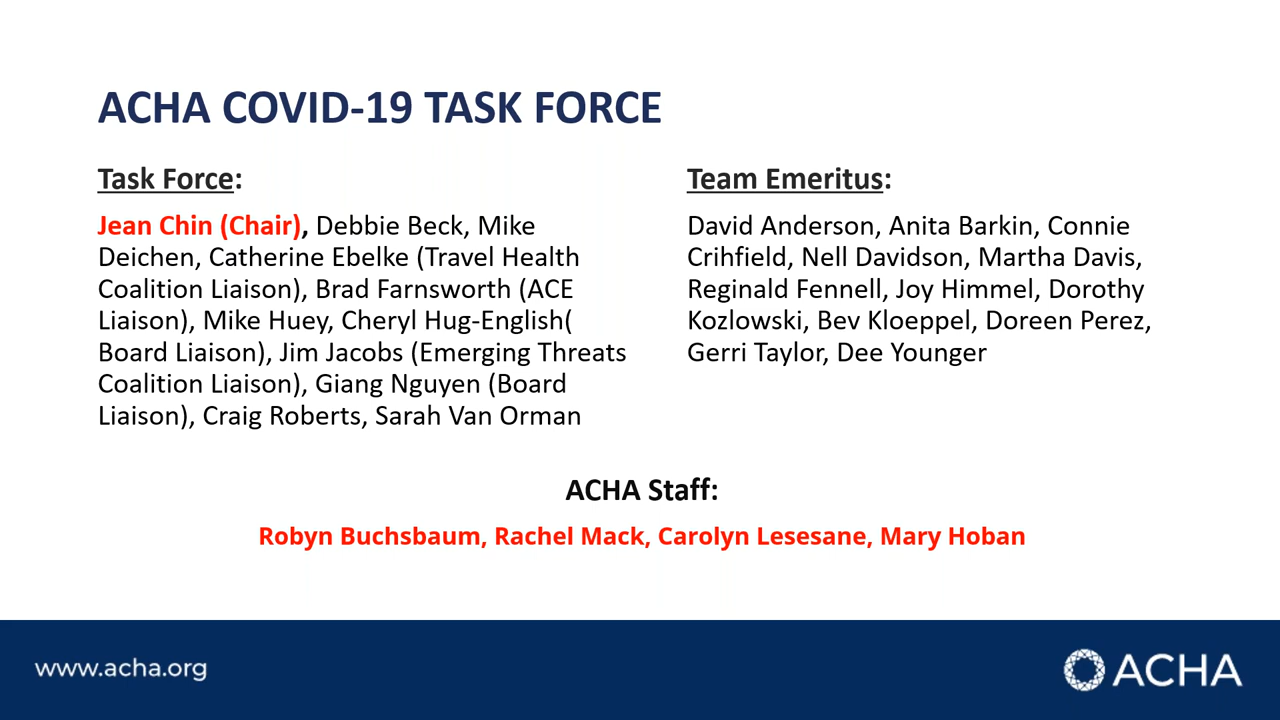 ACHA COVID-19 TASK FORCE
Task Force:
Jean Chin (Chair), Debbie Beck, Mike
Deichen, Catherine Ebelke (Travel Health
Coalition Liaison), Brad Farnsworth (ACE
Liaison), Mike Huey, Cheryl Hug-English(
Board Liaison), Jim Jacobs (Emerging Threats
Coalition Liaison), Giang Nguyen (Board
Liaison), Craig Roberts, Sarah Van Orman
Team Emeritus:
David Anderson, Anita Barkin, Connie
Crihfield, Nell Davidson, Martha Davis,
Reginald Fennell, Joy Himmel, Dorothy
Kozlowski, Bev Kloeppel, Doreen Perez,
Gerri Taylor, Dee Younger
ACHA Staff:
Robyn Buchsbaum, Rachel Mack, Carolyn Lesesane, Mary Hoban
www.acha.org
ACHA